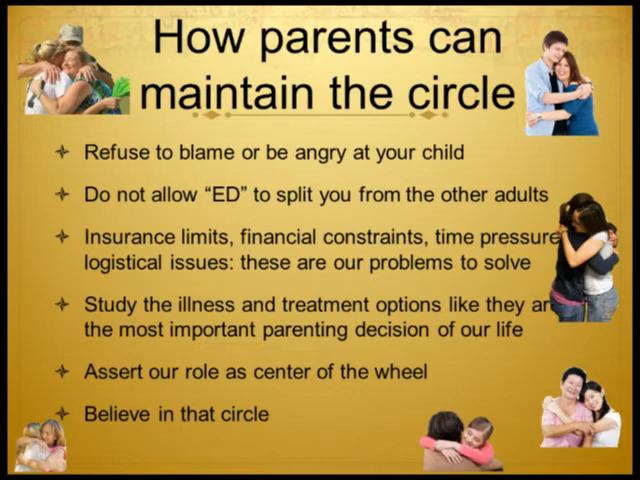 How parents can
maintain the circle
Refuse to blame or be angry at your child
Do not allow “ED” to split you from the other adults
Insurance limits, financial constraints, time pressure
logistical issues: these are our problems to solve
Study the illness and treatment options like they
the most important parenting decision of our life
Assert our role as center of the wheel
Believe in that circle